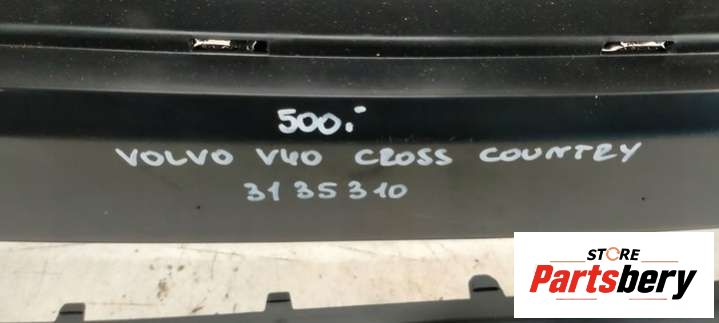 500.-
VOLVO V40 CROSS COUNTRY
3135310
STORE
Partsbery